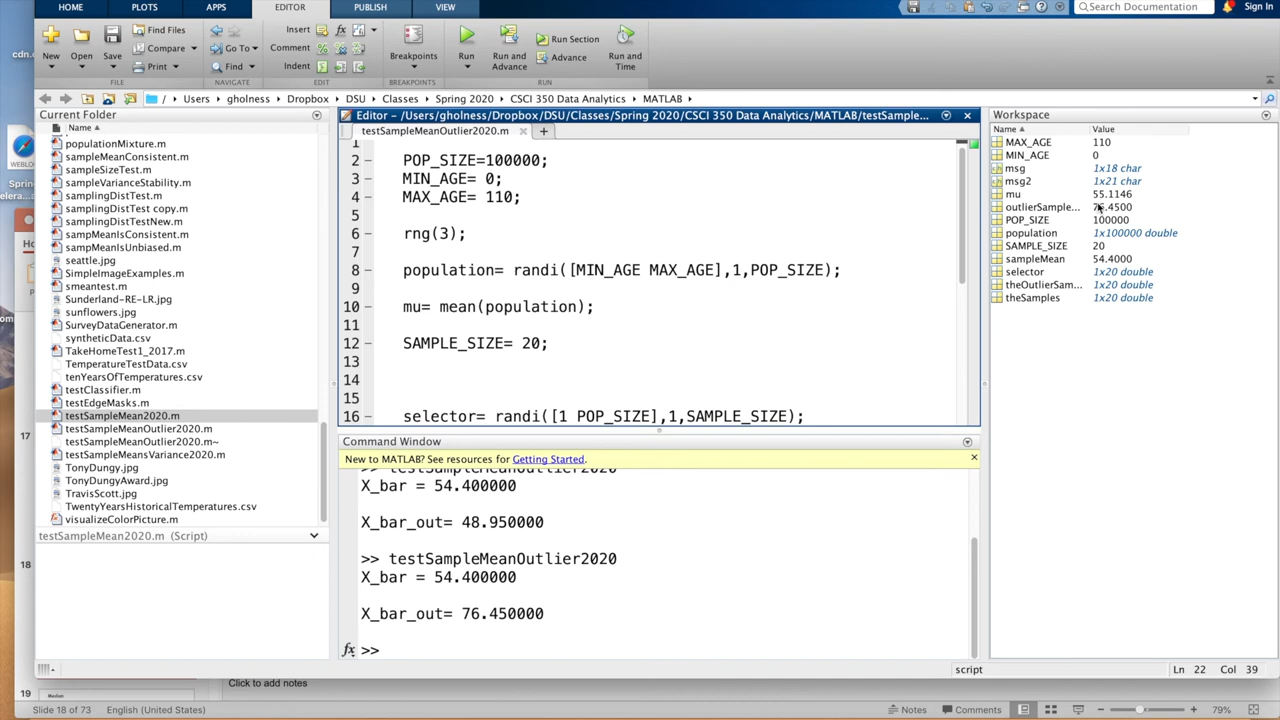 HOME PLOTS APPS EDITOR PUBLISH VIEW Search Documentation Sign In
New Open Save Find Files Compare Print Go To Find Insert Comment Indent fx Breakpoints Run Run and Advance Run Section Advance Run and Time
FILE NAVIGATE EDIT BREAKPOINTS RUN
/ Users gholness Dropbox DSU Classes Spring 2020 CSCI 350 Data Analytics MATLAB
Current Folder
Name
populationMixture.m
sampleMeanConsistent.m
sampleSizeTest.m
sampleVarianceStability.m
samplingDistTest.m
samplingDistTest copy.m
samplingDistTestNew.m
sampMeanIsConsistent.m
sampMeanIsUnbiased.m
seattle.jpg
SimpleImageExamples.m
smeantest.m
Sunderland-RE-LR.jpg
sunflowers.jpg
SurveyDataGenerator.m
syntheticData.csv
TakeHomeTest1_2017.m
TemperatureTestData.csv
tenYearsOfTemperatures.csv
testClassifier.m
testEdgeMasks.m
testSampleMean2020.m
testSampleMeanOutlier2020.m
testSampleMeanOutlier2020.m~
testSampleMeansVariance2020.m
TonyDungy.jpg
TonyDungyAward.jpg
TravisScott.jpg
TwentyYearsHistoricalTemperatures.csv
visualizeColorPicture.m
testSampleMean2020.m (Script)
Editor - /Users/gholness/Dropbox/DSU/Classes/Spring 2020/CSCI 350 Data Analytics/MATLAB/testSample...
testSampleMeanOutlier2020.m
1
2 POP_SIZE=100000;
3 MIN_AGE= 0;
4 MAX_AGE= 110;
5
6 rng(3);
7
8 population= randi([MIN_AGE MAX_AGE],1,POP_SIZE);
9
10 mu= mean(population);
11
12 SAMPLE_SIZE= 20;
13
14
15
16 selector= randi([1 POP_SIZE],1,SAMPLE_SIZE);
Command Window
New to MATLAB? See resources for Getting Started.
>> testSampleMeanOutlier2020
X_bar = 54.400000
X_bar_out= 48.950000
>> testSampleMeanOutlier2020
X_bar = 54.400000
X_bar_out= 76.450000
fx >>
Workspace
Name Value
MAX_AGE 110
MIN_AGE 0
msg 1x18 char
msg2 1x21 char
mu 55.1146
outlierSample... 76.4500
POP_SIZE 100000
population 1x100000 double
SAMPLE_SIZE 20
sampleMean 54.4000
selector 1x20 double
theOutlierSam... 1x20 double
theSamples 1x20 double
script Ln 22 Col 39
17
18
19
Click to add notes
Slide 18 of 73 English (United States) Notes Comments 79%